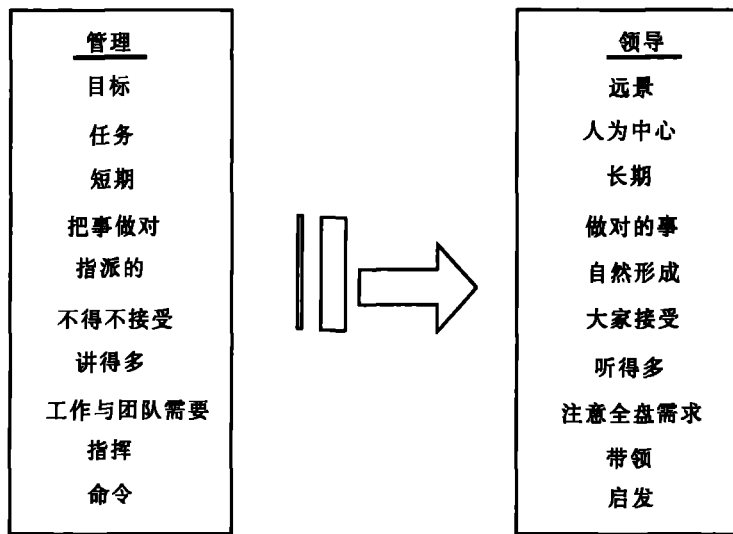 管理
目标
任务
短期
把事做对
指派的
不得不接受
讲得多
工作与团队需要
指挥
命令
领导
远景
人为中心
长期
做对的事
自然形成
大家接受
听得多
注意全盘需求
带领
启发